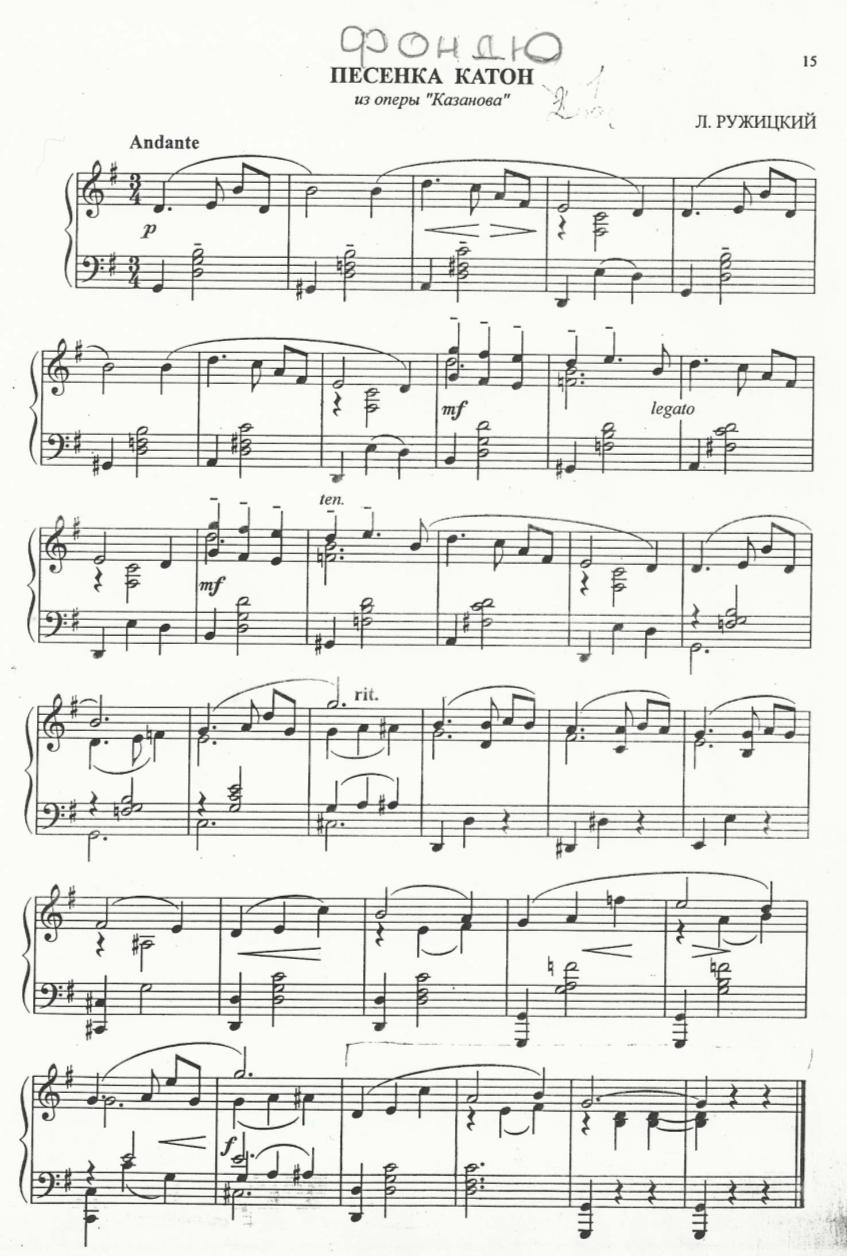 ФОНДЮ
15
ПЕСЕНКА КАТОН
из оперы "Казанова"
Л. РУЖИЦКИЙ
Andante
p
mf
legato
ten.
mf
rit.
f